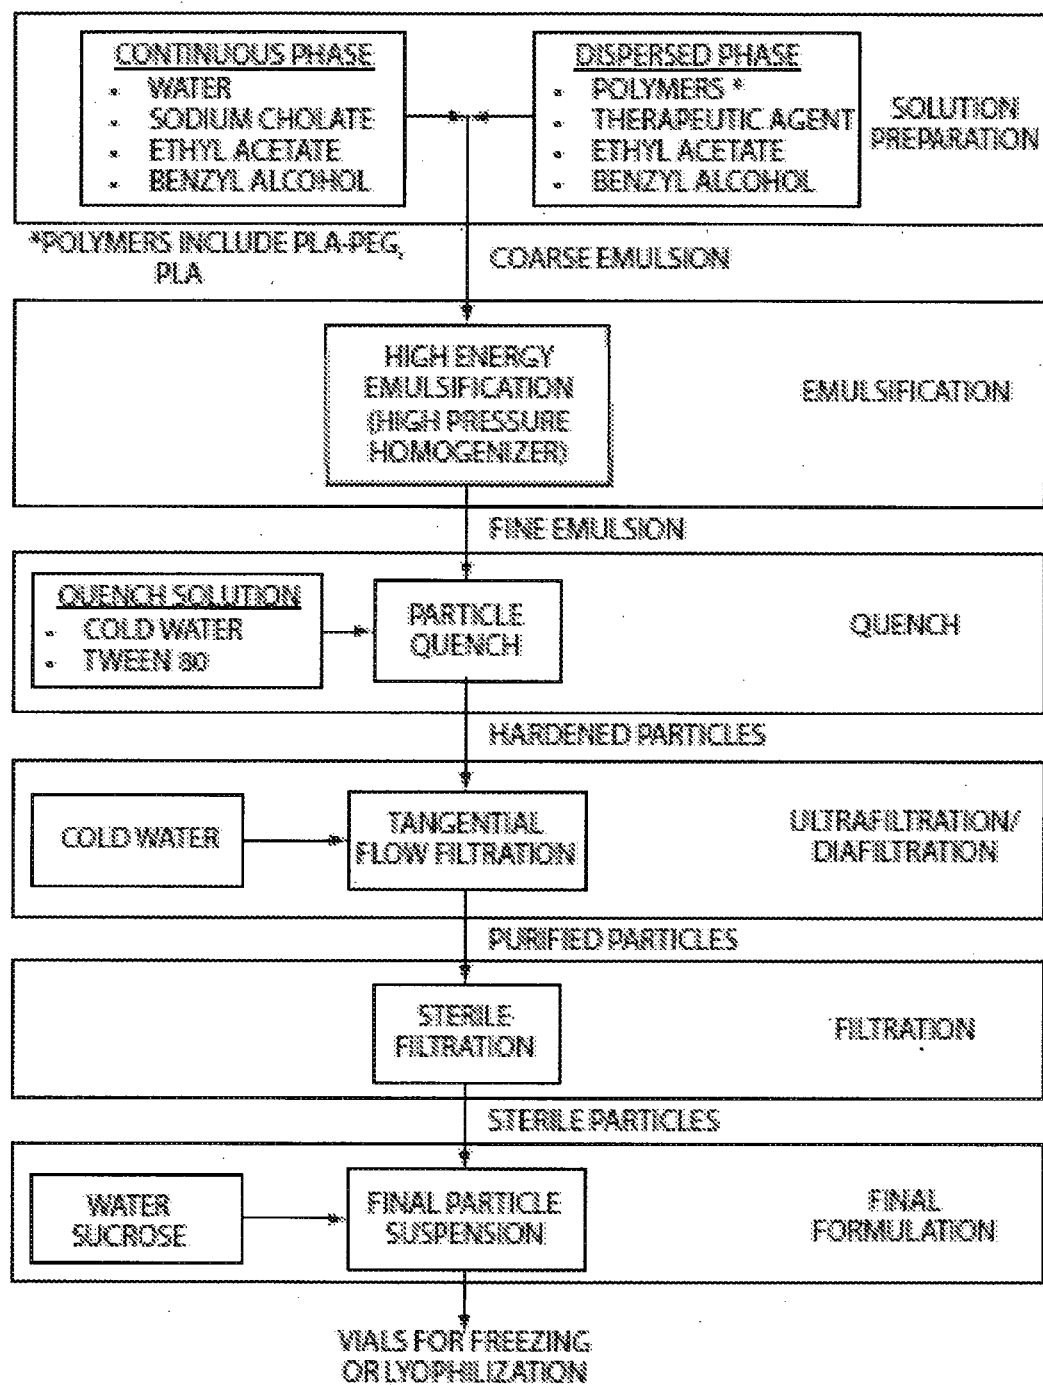 CONTINUOUS PHASE
• WATER
• SODIUM CHOLATE
• ETHYL ACETATE
• BENZYL ALCOHOL
DISPERSED PHASE
• POLYMERS *
• THERAPEUTIC AGENT
• ETHYL ACETATE
• BENZYL ALCOHOL
SOLUTION
PREPARATION
*POLYMERS INCLUDE PLA-PEG,
PLA
COARSE EMULSION
HIGH ENERGY
EMULSIFICATION
(HIGH PRESSURE
HOMOGENIZER)
EMULSIFICATION
FINE EMULSION
QUENCH SOLUTION
• COLD WATER
• TWEEN 80
PARTICLE
QUENCH
QUENCH
HARDENED PARTICLES
COLD WATER
TANGENTIAL
FLOW FILTRATION
ULTRAFILTRATION/
DIAFILTRATION
PURIFIED PARTICLES
STERILE
FILTRATION
FILTRATION
STERILE PARTICLES
WATER
SUCROSE
FINAL PARTICLE
SUSPENSION
FINAL
FORMULATION
VIALS FOR FREEZING
OR LYOPHILIZATION